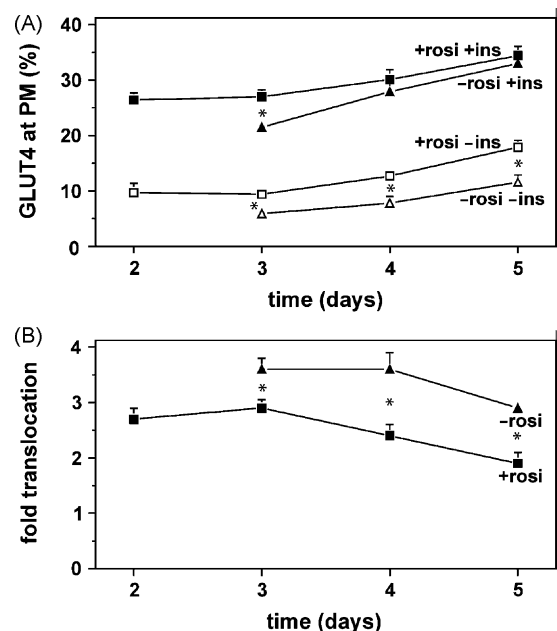 (A)
GLUT4 at PM (%)
40
30
20
10
0
+rosi +ins
–rosi +ins
*
+rosi –ins
*
*
*
–rosi –ins
2 3 4 5
time (days)
(B)
fold translocation
4
3
2
1
0
*
*
–rosi
*
+rosi
2 3 4 5
time (days)